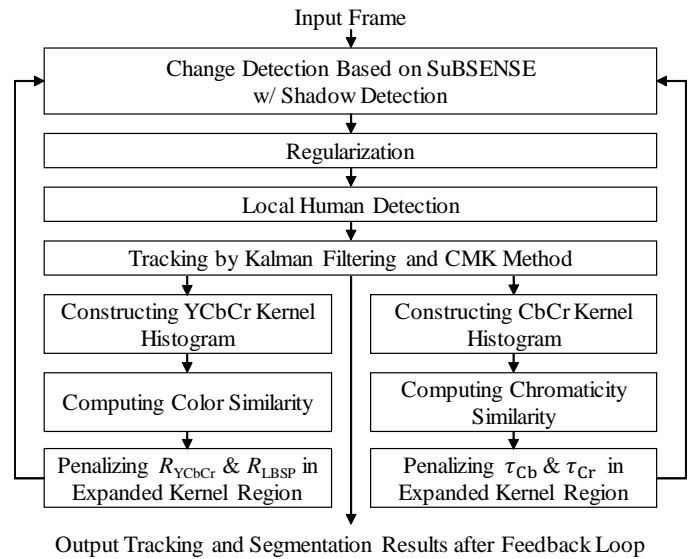 Input Frame
Change Detection Based on SuBSENSE
w/ Shadow Detection
Regularization
Local Human Detection
Tracking by Kalman Filtering and CMK Method
Constructing YCbCr Kernel
Histogram
Computing Color Similarity
Penalizing R_YCbCr & R_LBSP in
Expanded Kernel Region
Constructing CbCr Kernel
Histogram
Computing Chromaticity
Similarity
Penalizing τ_Cb & τ_Cr in
Expanded Kernel Region
Output Tracking and Segmentation Results after Feedback Loop